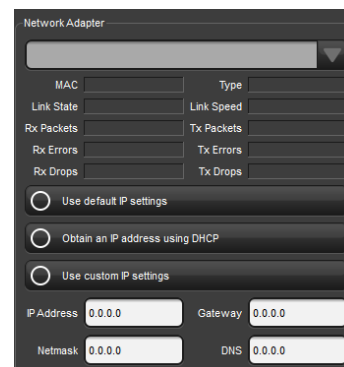 Network Adapter
MAC Type
Link State Link Speed
Rx Packets Tx Packets
Rx Errors Tx Errors
Rx Drops Tx Drops
Use default IP settings
Obtain an IP address using DHCP
Use custom IP settings
IP Address 0.0.0.0 Gateway 0.0.0.0
Netmask 0.0.0.0 DNS 0.0.0.0